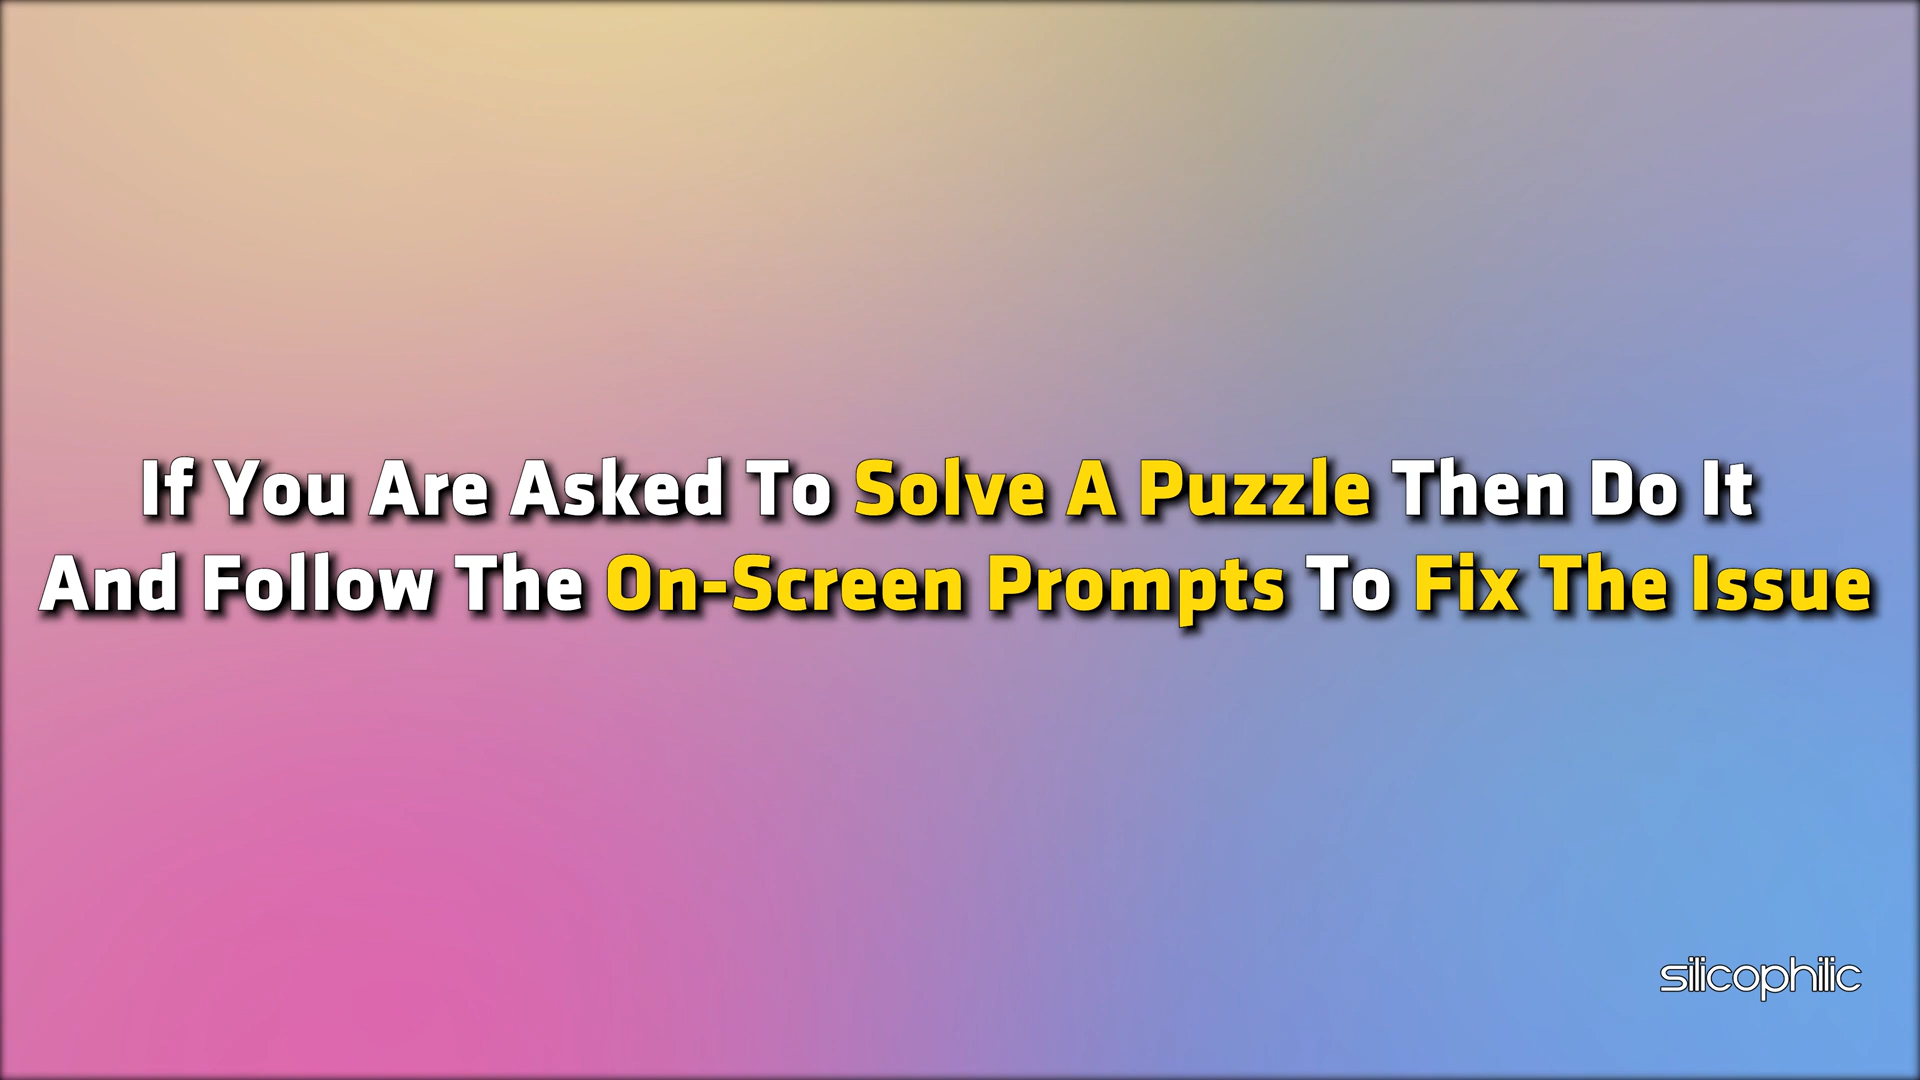 If You Are Asked To Solve A Puzzle Then Do It
And Follow The On-Screen Prompts To Fix The Issue
silicophilic